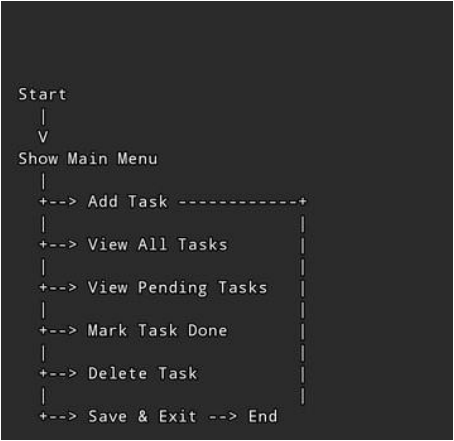 Start
  |
  V
Show Main Menu
  |
  +--> Add Task ------------+
  |                         |
  +--> View All Tasks       |
  |                         |
  +--> View Pending Tasks   |
  |                         |
  +--> Mark Task Done       |
  |                         |
  +--> Delete Task          |
  |                         |
  +--> Save & Exit --> End